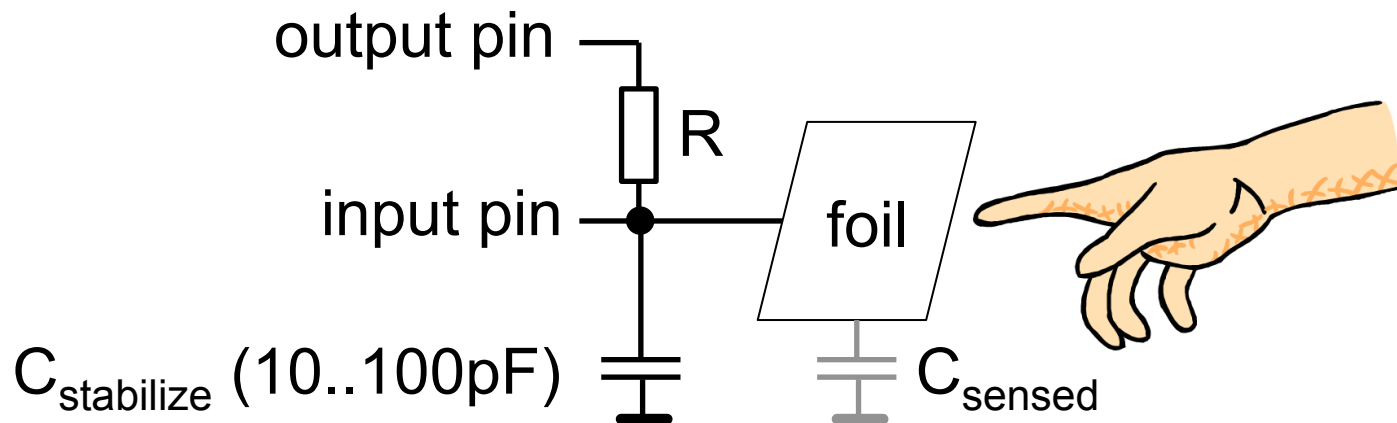 output pin
R
input pin
foil
Cstabilize (10..100pF)
Csensed